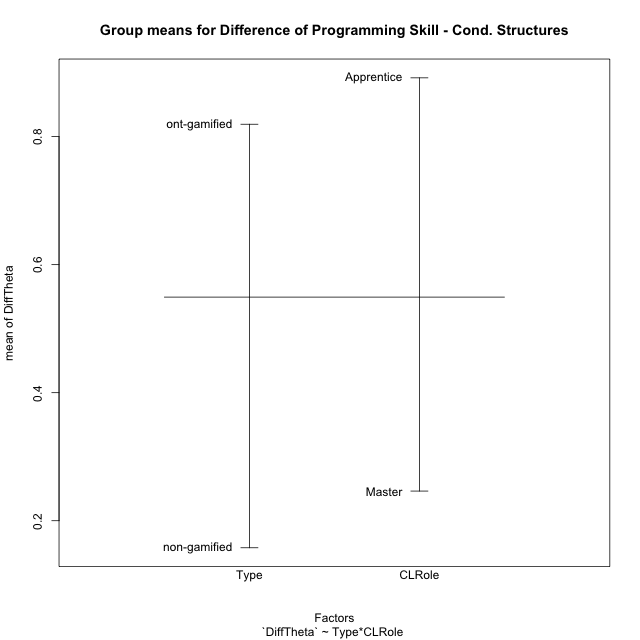 Group means for Difference of Programming Skill - Cond. Structures
Apprentice
ont-gamified
0.8
0.6
mean of DiffTheta
0.4
Master
0.2
non-gamified
Type
CLRole
Factors
`DiffTheta` ~ Type*CLRole